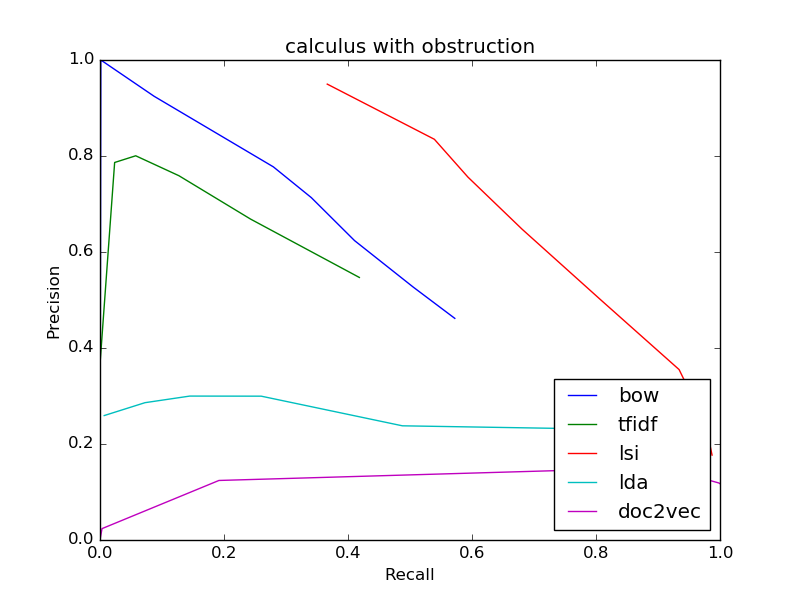 calculus with obstruction
1.0
0.8
0.6
0.4
0.2
0.0
Precision
0.0 0.2 0.4 0.6 0.8 1.0
Recall
bow
tfidf
lsi
lda
doc2vec